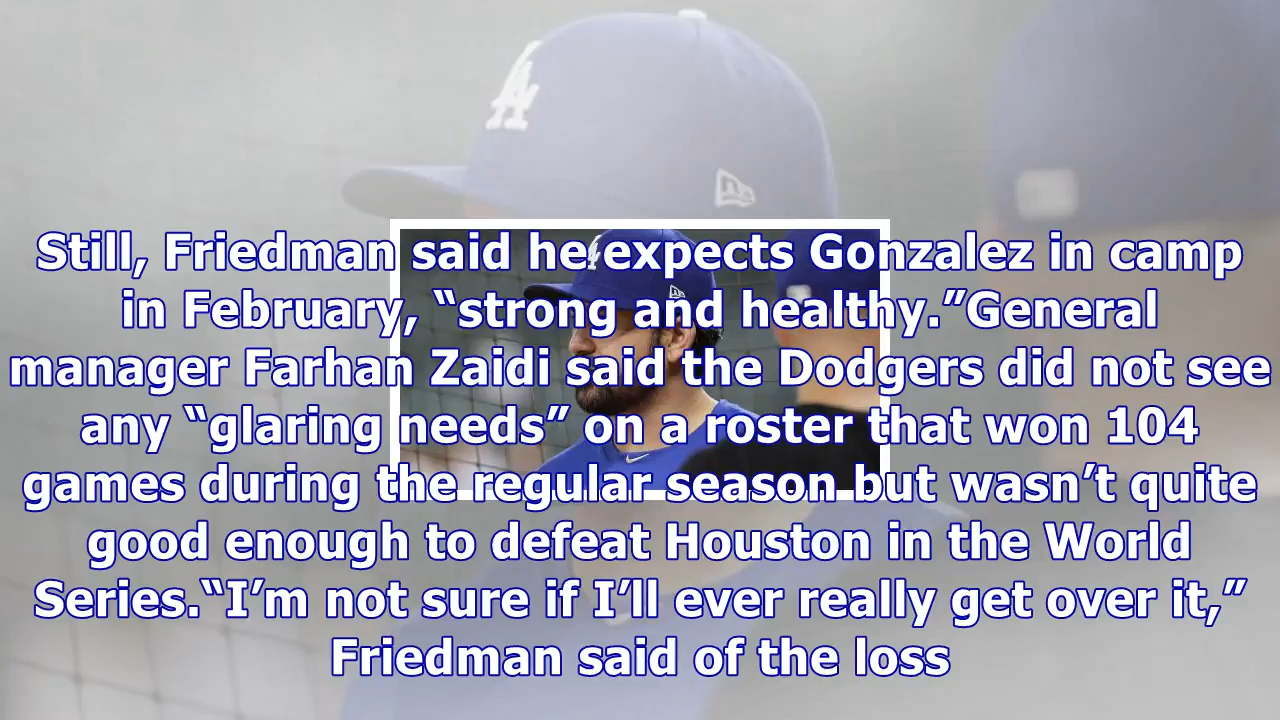 LA
Still, Friedman said he expects Gonzalez in camp
in February, “strong and healthy.”General
manager Farhan Zaidi said the Dodgers did not see
any “glaring needs” on a roster that won 104
games during the regular season but wasn’t quite
good enough to defeat Houston in the World
Series.“I’m not sure if I’ll ever really get over it,”
Friedman said of the loss